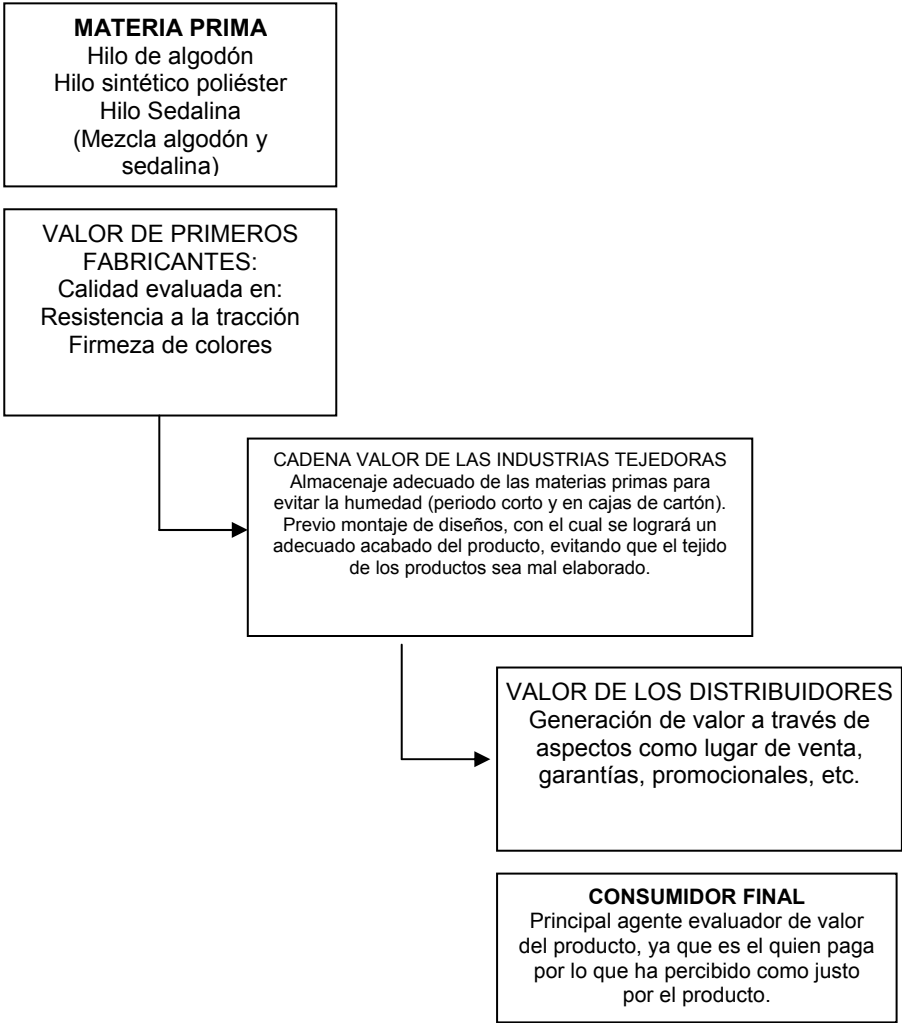 MATERIA PRIMA
Hilo de algodón
Hilo sintético poliéster
Hilo Sedalina
(Mezcla algodón y
sedalina)
VALOR DE PRIMEROS
FABRICANTES:
Calidad evaluada en:
Resistencia a la tracción
Firmeza de colores
CADENA VALOR DE LAS INDUSTRIAS TEJEDORAS
Almacenaje adecuado de las materias primas para
evitar la humedad (periodo corto y en cajas de cartón).
Previo montaje de diseños, con el cual se logrará un
adecuado acabado del producto, evitando que el tejido
de los productos sea mal elaborado.
VALOR DE LOS DISTRIBUIDORES
Generación de valor a través de
aspectos como lugar de venta,
garantías, promocionales, etc.
CONSUMIDOR FINAL
Principal agente evaluador de valor
del producto, ya que es el quien paga
por lo que ha percibido como justo
por el producto.